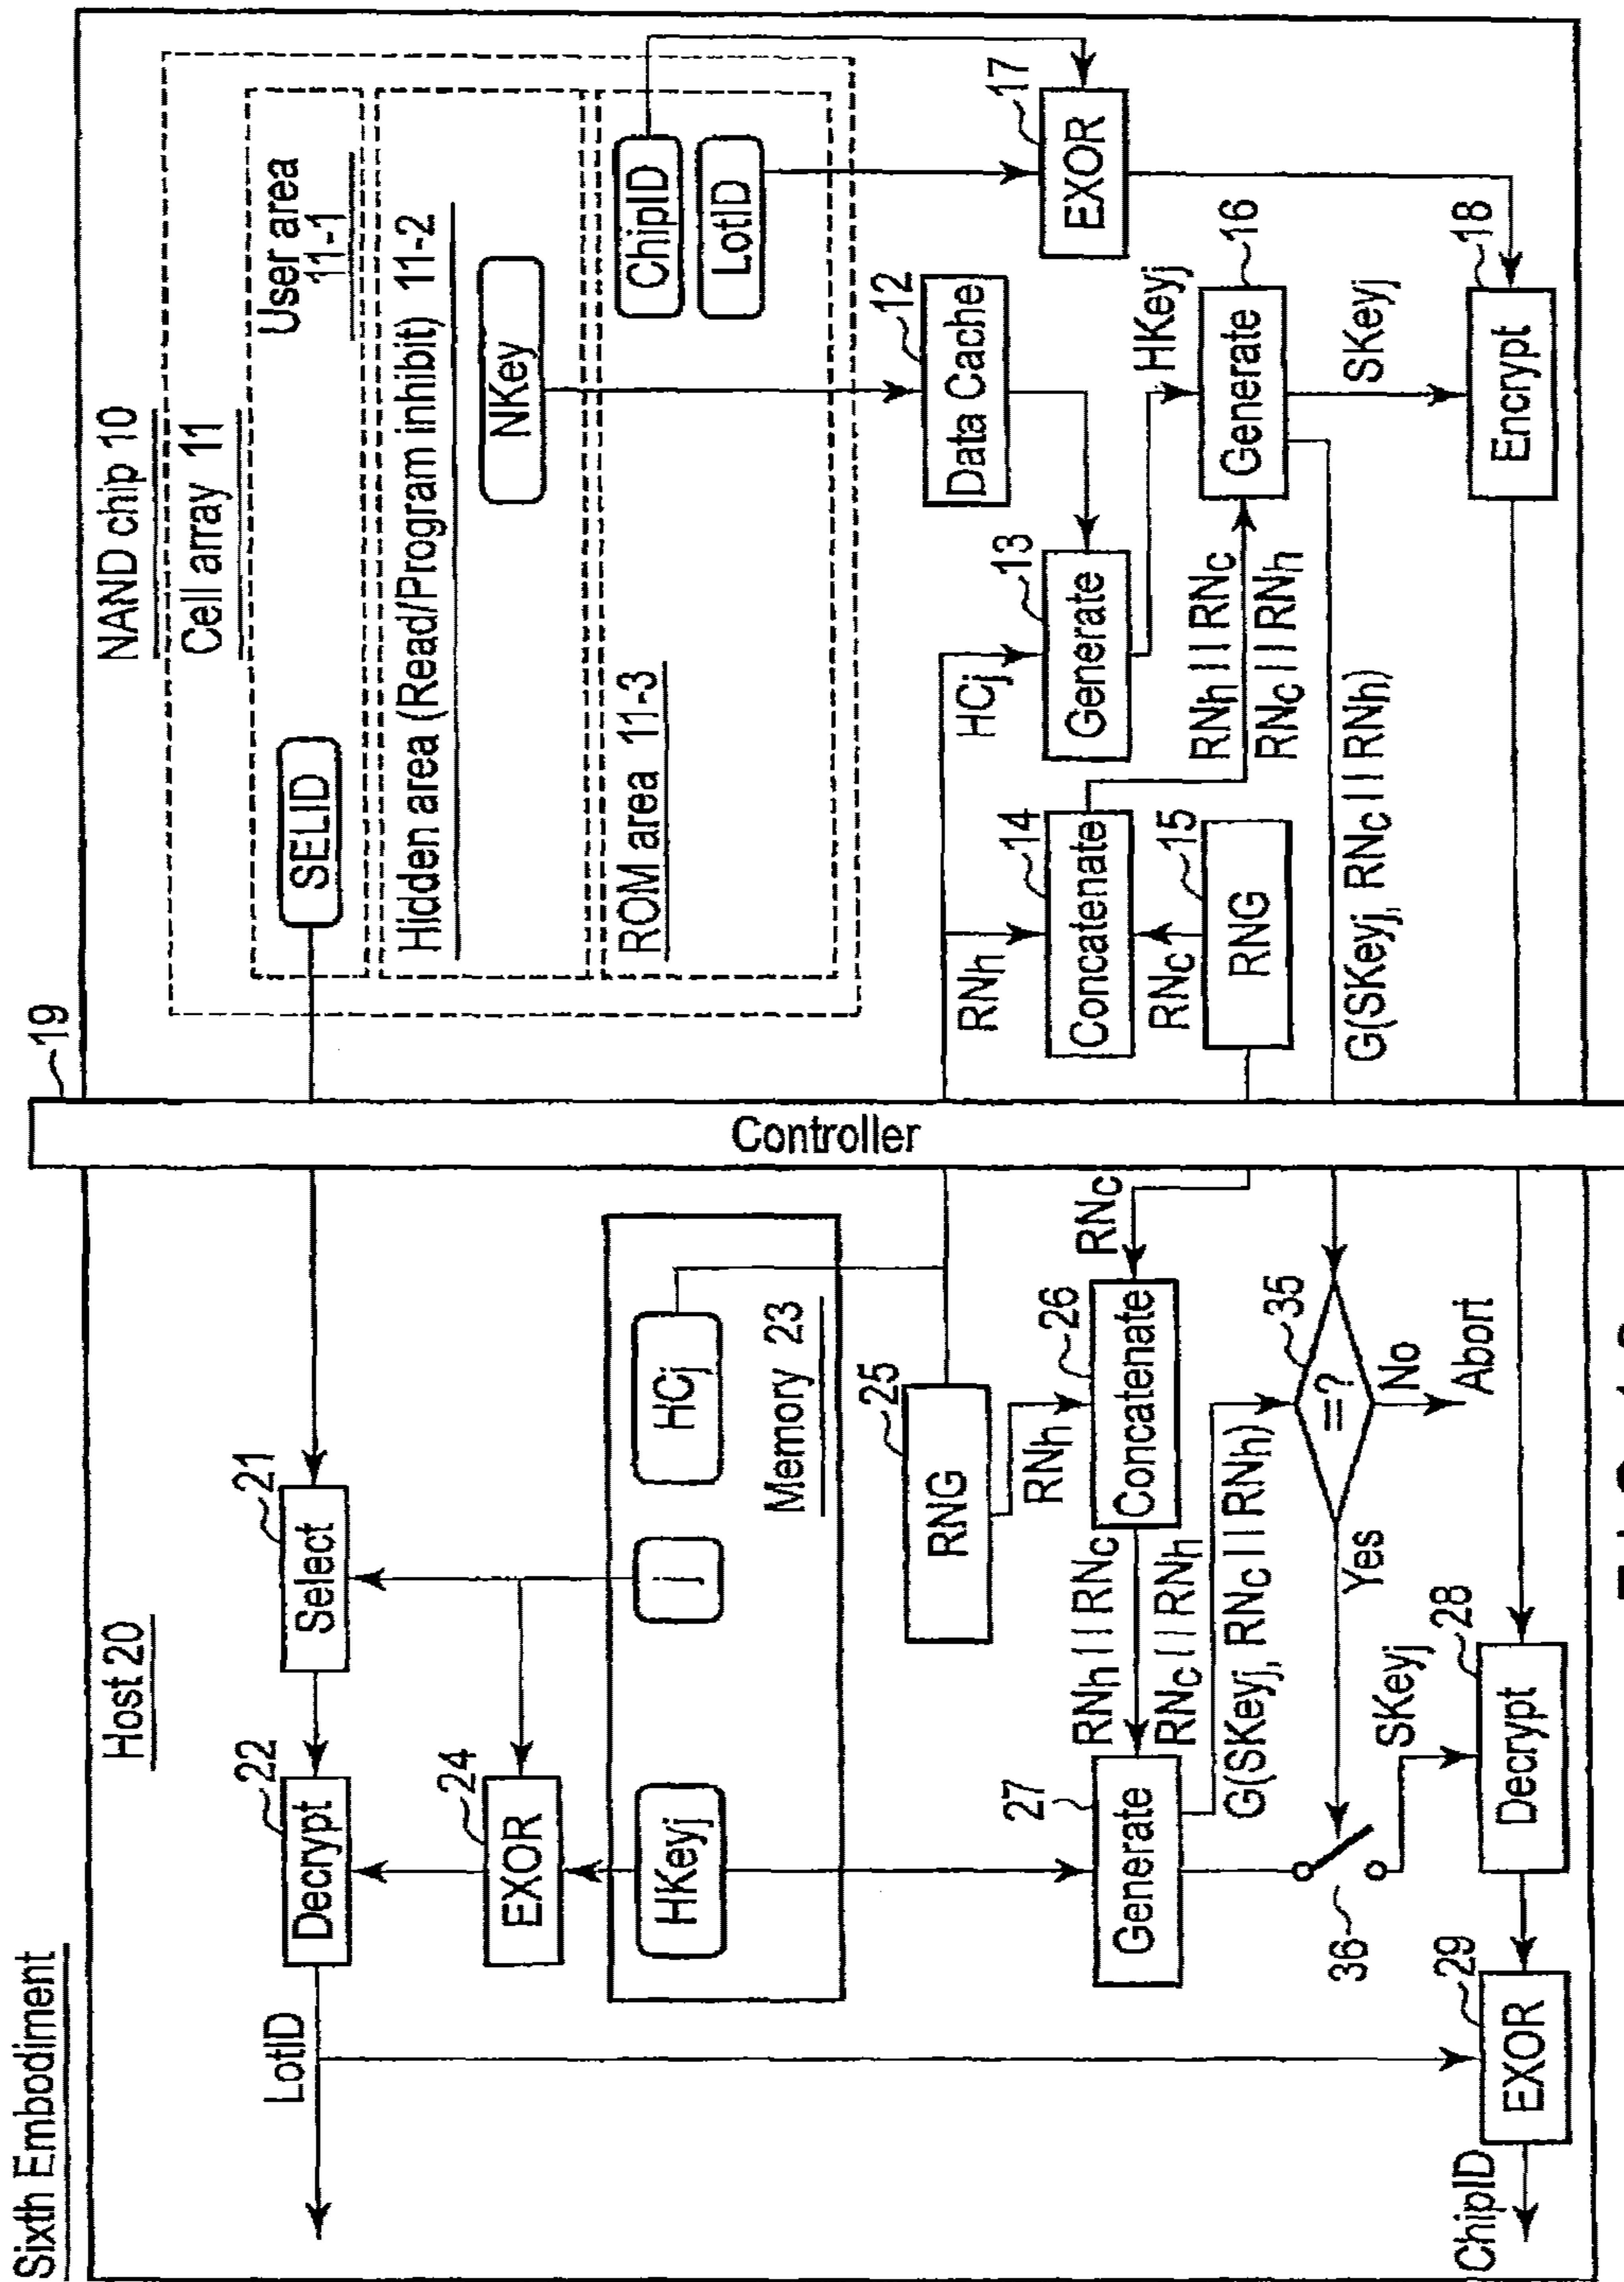 Sixth Embodiment
Host 20
LotID
Decrypt
22
Select
21
EXOR
24
HKeyj
j
HCj
Memory 23
RNG
25
RNh
RNc
Concatenate
26
RNh||RNc
RNc||RNh
Generate
27
G(SKeyj, RNc||RNh)
=?
35
Yes
No
Abort
36
SKeyj
Decrypt
28
EXOR
29
ChipID
Controller
19
NAND chip 10
Cell array 11
User area
11-1
SELID
Hidden area (Read/Program inhibit) 11-2
NKey
ROM area 11-3
ChipID
LotID
Data Cache
12
HCj
Generate
13
RNh
Concatenate
14
RNc
RNG
15
HKeyj
RNh||RNc
RNc||RNh
Generate
16
EXOR
17
SKeyj
G(SKeyj, RNc||RNh)
Encrypt
18